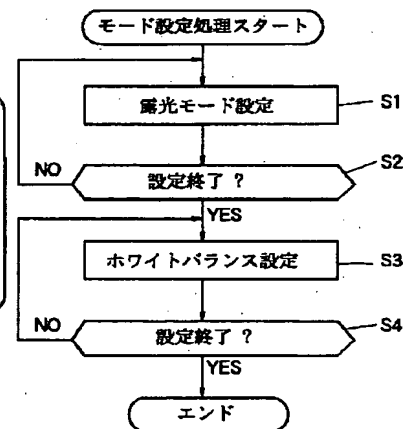 モード設定処理スタート
露光モード設定
S1
設定終了 ?
S2
NO
YES
ホワイトバランス設定
S3
設定終了 ?
S4
NO
YES
エンド